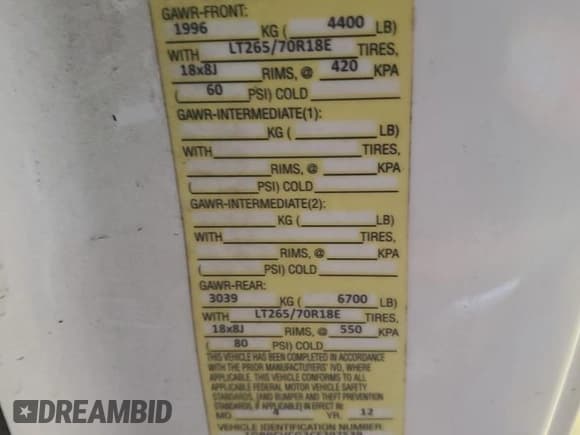 GAWR-FRONT:
1996 KG ( 4400 LB)
WITH LT265/70R18E TIRES,
18x8J RIMS, @ 420 KPA
( 60 PSI) COLD
GAWR-INTERMEDIATE(1):
KG ( LB)
WITH TIRES,
RIMS, @ KPA
( PSI) COLD
GAWR-INTERMEDIATE(2):
KG ( LB)
WITH TIRES,
RIMS, @ KPA
( PSI) COLD
GAWR-REAR:
3039 KG ( 6700 LB)
WITH LT265/70R18E TIRES,
18x8J RIMS, @ 550 KPA
( 80 PSI) COLD
THIS VEHICLE HAS BEEN COMPLETED IN ACCORDANCE
WITH THE PRIOR MANUFACTURERS' IVD, WHERE
APPLICABLE. THIS VEHICLE CONFORMS TO ALL
APPLICABLE FEDERAL MOTOR VEHICLE SAFETY
STANDARDS, [AND BUMPER AND THEFT PREVENTION
STANDARDS, IF APPLICABLE] IN EFFECT IN:
MO 4 YR. 12
VEHICLE IDENTIFICATION NUMBER
DREAMBID